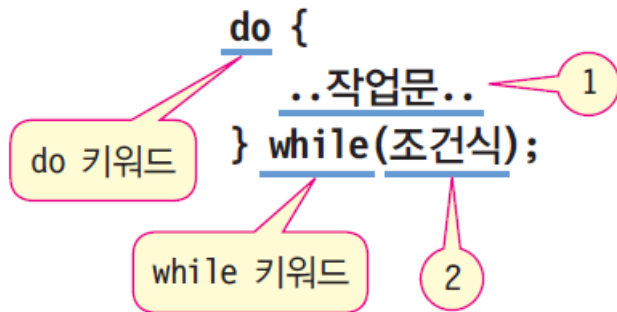 do {
..작업문..
1
do 키워드
} while(조건식);
while 키워드
2